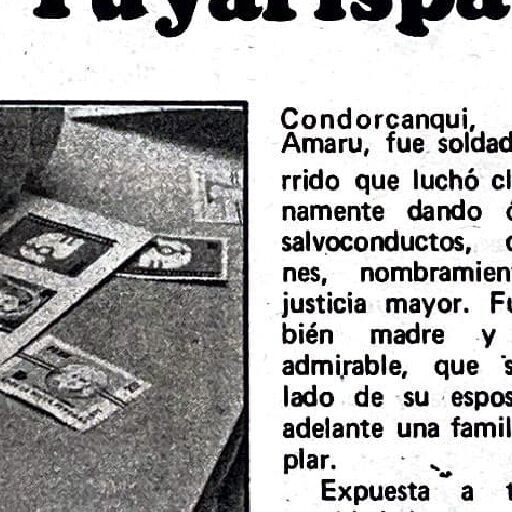 Condorcanqui,
Amaru, fue soldad
rrido que luchó cl
namente dando ó
salvoconductos,
nes, nombramien
justicia mayor. Fu
bién madre y
admirable, que s
lado de su espos
adelante una famil
plar.
Expuesta a t